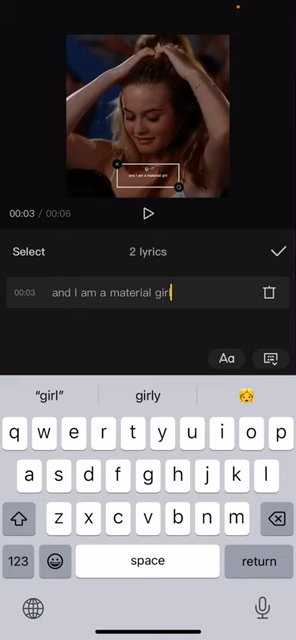 and I am a material girl
00:03 / 00:06
Select 2 lyrics
00:03 and I am a material girl
Aa
"girl" girly
q w e r t y u i o p
a s d f g h j k l
z x c v b n m
123 space return